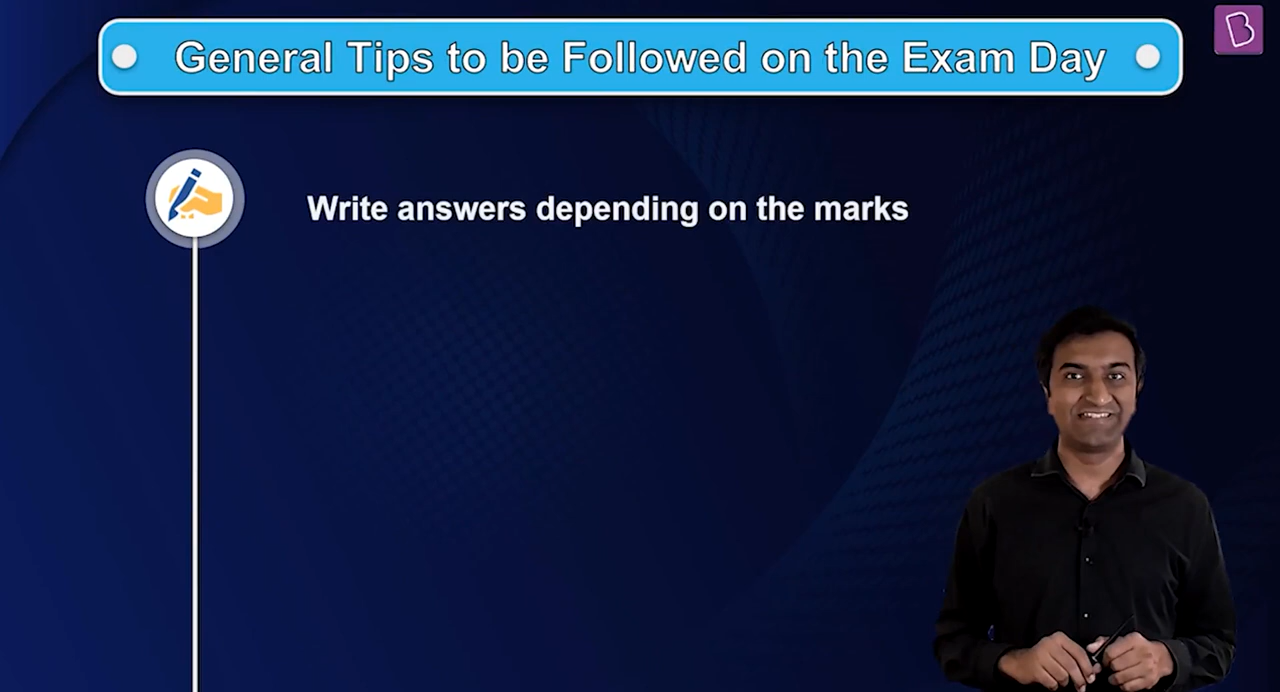 General Tips to be Followed on the Exam Day
Write answers depending on the marks